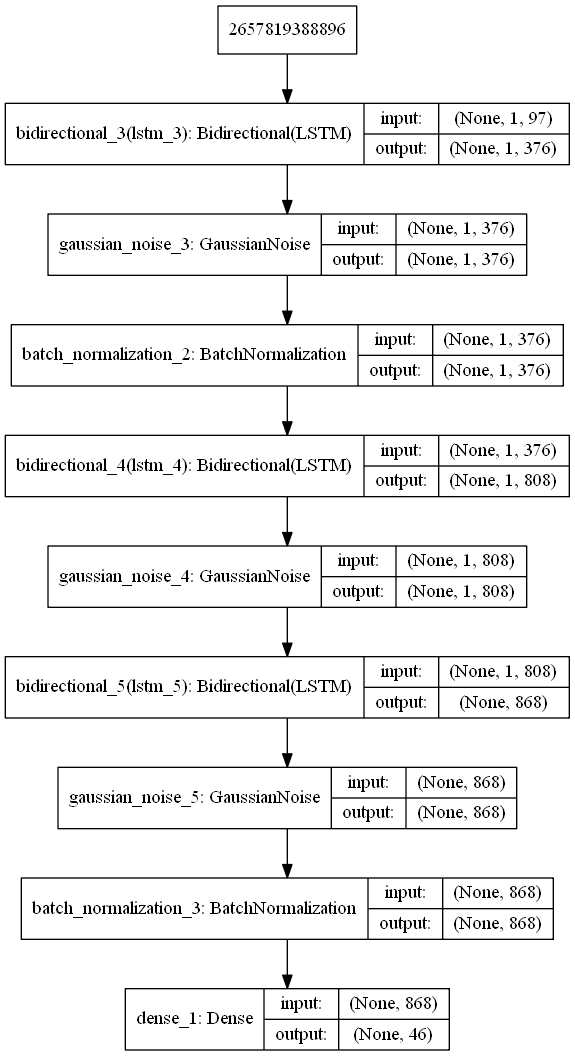 2657819388896
bidirectional_3(lstm_3): Bidirectional(LSTM)
input: (None, 1, 97)
output: (None, 1, 376)
gaussian_noise_3: GaussianNoise
input: (None, 1, 376)
output: (None, 1, 376)
batch_normalization_2: BatchNormalization
input: (None, 1, 376)
output: (None, 1, 376)
bidirectional_4(lstm_4): Bidirectional(LSTM)
input: (None, 1, 376)
output: (None, 1, 808)
gaussian_noise_4: GaussianNoise
input: (None, 1, 808)
output: (None, 1, 808)
bidirectional_5(lstm_5): Bidirectional(LSTM)
input: (None, 1, 808)
output: (None, 868)
gaussian_noise_5: GaussianNoise
input: (None, 868)
output: (None, 868)
batch_normalization_3: BatchNormalization
input: (None, 868)
output: (None, 868)
dense_1: Dense
input: (None, 868)
output: (None, 46)